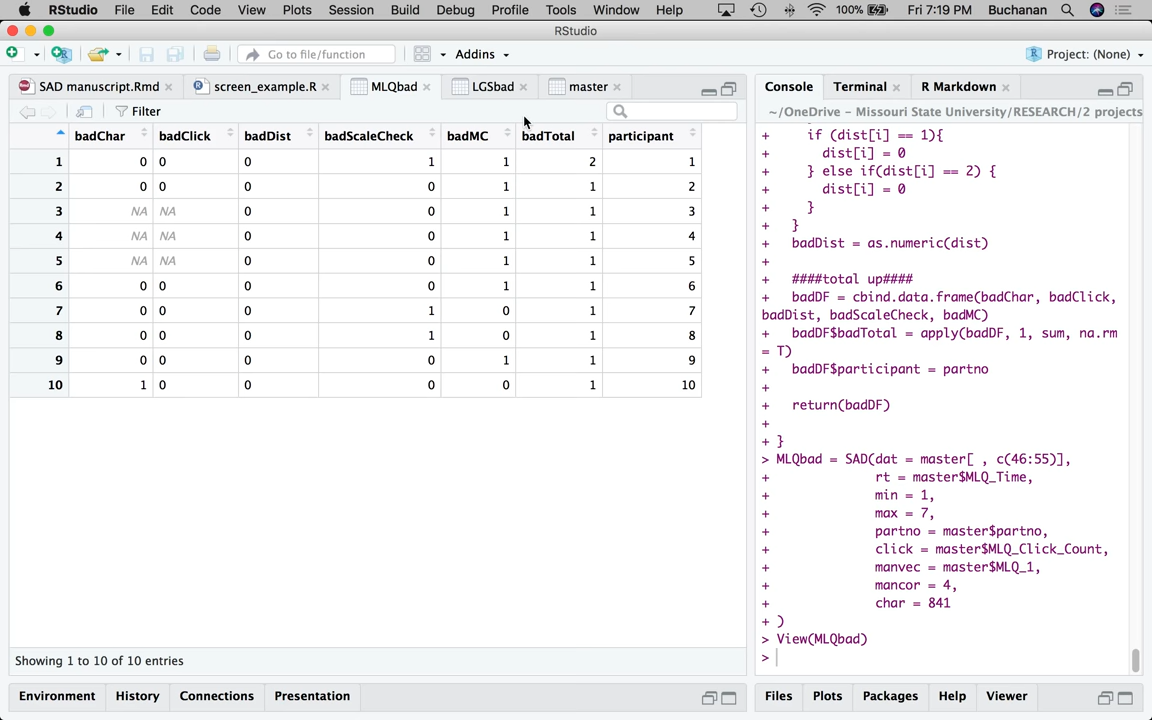 RStudio File Edit Code View Plots Session Build Debug Profile Tools Window Help 100% Fri 7:19 PM Buchanan
RStudio
Go to file/function Addins Project: (None)
SAD manuscript.Rmd screen_example.R MLQbad LGSbad master
Filter
badChar badClick badDist badScaleCheck badMC badTotal participant
1 0 0 0 1 1 2 1
2 0 0 0 0 1 1 2
3 NA NA 0 0 1 1 3
4 NA NA 0 0 1 1 4
5 NA NA 0 0 1 1 5
6 0 0 0 0 1 1 6
7 0 0 0 1 0 1 7
8 0 0 0 1 0 1 8
9 0 0 0 0 1 1 9
10 1 0 0 0 0 1 10
Showing 1 to 10 of 10 entries
Environment History Connections Presentation
Console Terminal R Markdown
~/OneDrive - Missouri State University/RESEARCH/2 projects
+ if (dist[i] == 1){
+ dist[i] = 0
+ } else if(dist[i] == 2) {
+ dist[i] = 0
+ }
+ }
+ badDist = as.numeric(dist)
+
+ ####total up####
+ badDF = cbind.data.frame(badChar, badClick,
badDist, badScaleCheck, badMC)
+ badDF$badTotal = apply(badDF, 1, sum, na.rm
= T)
+ badDF$participant = partno
+
+ return(badDF)
+
+ }
> MLQbad = SAD(dat = master[ , c(46:55)],
+ rt = master$MLQ_Time,
+ min = 1,
+ max = 7,
+ partno = master$partno,
+ click = master$MLQ_Click_Count,
+ manvec = master$MLQ_1,
+ mancor = 4,
+ char = 841
+ )
> View(MLQbad)
>
Files Plots Packages Help Viewer